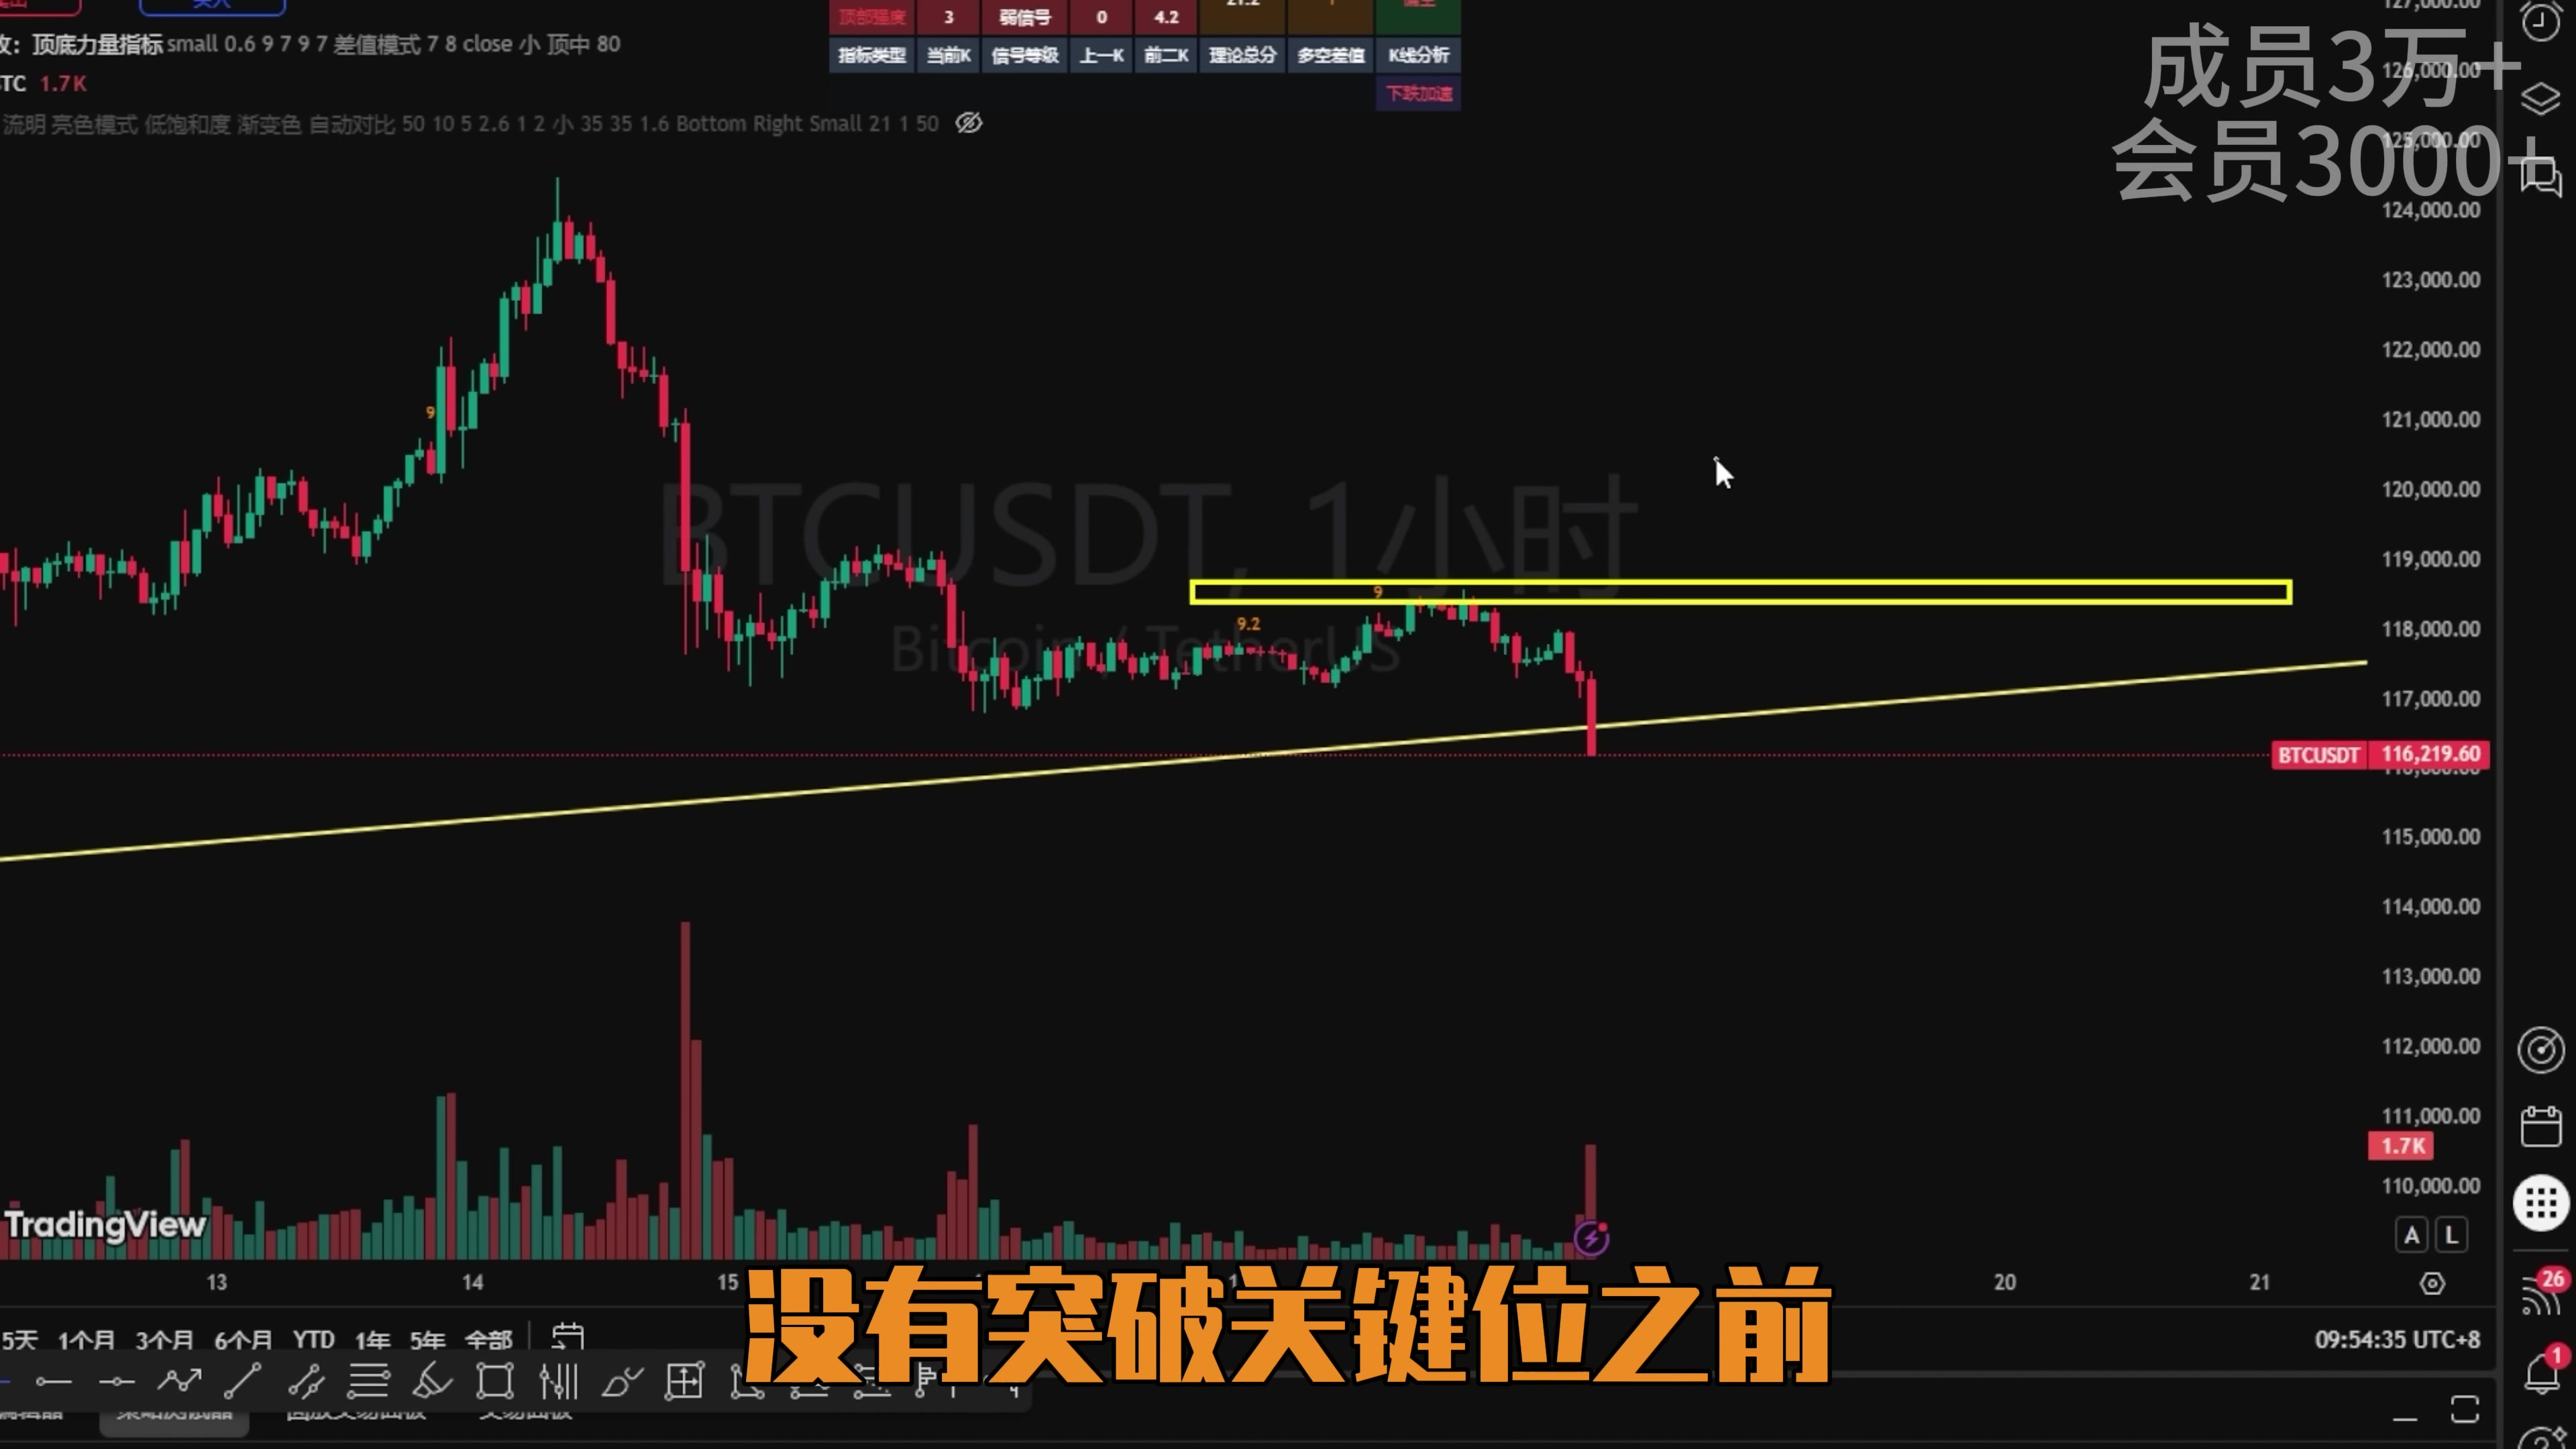 顶部强度 3 弱信号 0 4.2
127,000.00
攻：顶底力量指标 small 0.6 9 7 9 7 差值模式 7 8 close 小 顶中 80
指标类型 当前K 信号等级 上一K 前二K 理论总分 多空差值 K线分析
成员3万+
126,000.00
TC 1.7K
下跌加速
流明 亮色模式 低饱和度 渐变色 自动对比 50 10 5 2.6 1 2 小 35 35 1.6 Bottom Right Small 21 1 50
会员3000+
125,000.00
124,000.00
123,000.00
122,000.00
9
121,000.00
120,000.00
BTCUSDT, 1小时
119,000.00
9
9.2
118,000.00
Bitcoin / TetherUS
117,000.00
BTCUSDT 116,219.60
115,000.00
114,000.00
113,000.00
112,000.00
111,000.00
1.7K
110,000.00
TradingView
A L
13 14 15 20 21
26
没有突破关键位之前
5天 1个月 3个月 6个月 YTD 1年 5年 全部
09:54:35 UTC+8
1